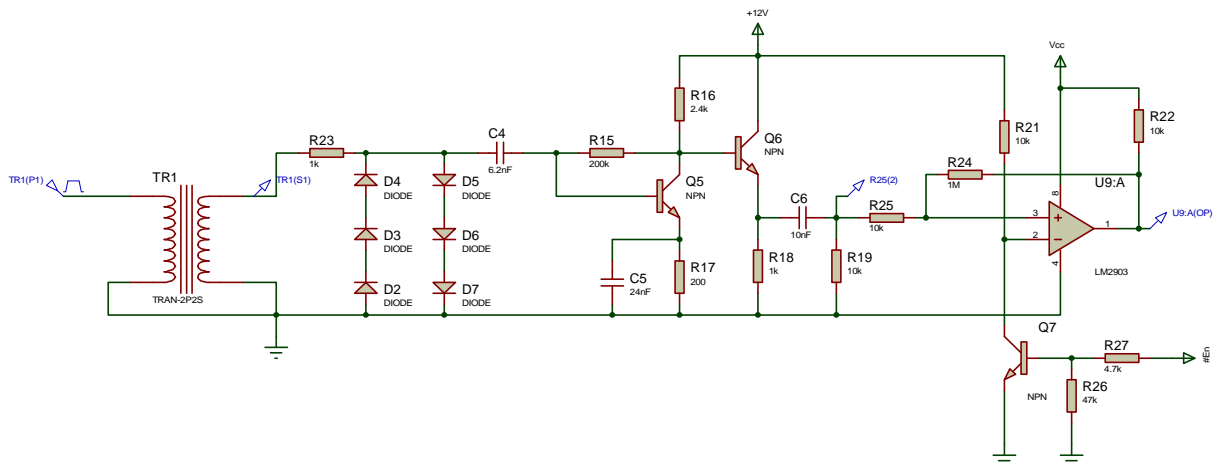 +12V
Vcc
R16
2.4k
Q6
NPN
R21
10k
R22
10k
R23
1k
C4
6.2nF
R15
200k
TR1(P1)
TR1
TR1(S1)
D4
DIODE
D5
DIODE
Q5
NPN
R25(2)
R24
1M
U9:A
8
3
1
2
4
U9:A(OP)
LM2903
C6
10nF
R25
10k
D3
DIODE
D6
DIODE
R18
1k
R19
10k
C5
24nF
R17
200
D2
DIODE
D7
DIODE
TRAN-2P2S
Q7
NPN
R27
4.7k
#En
R26
47k